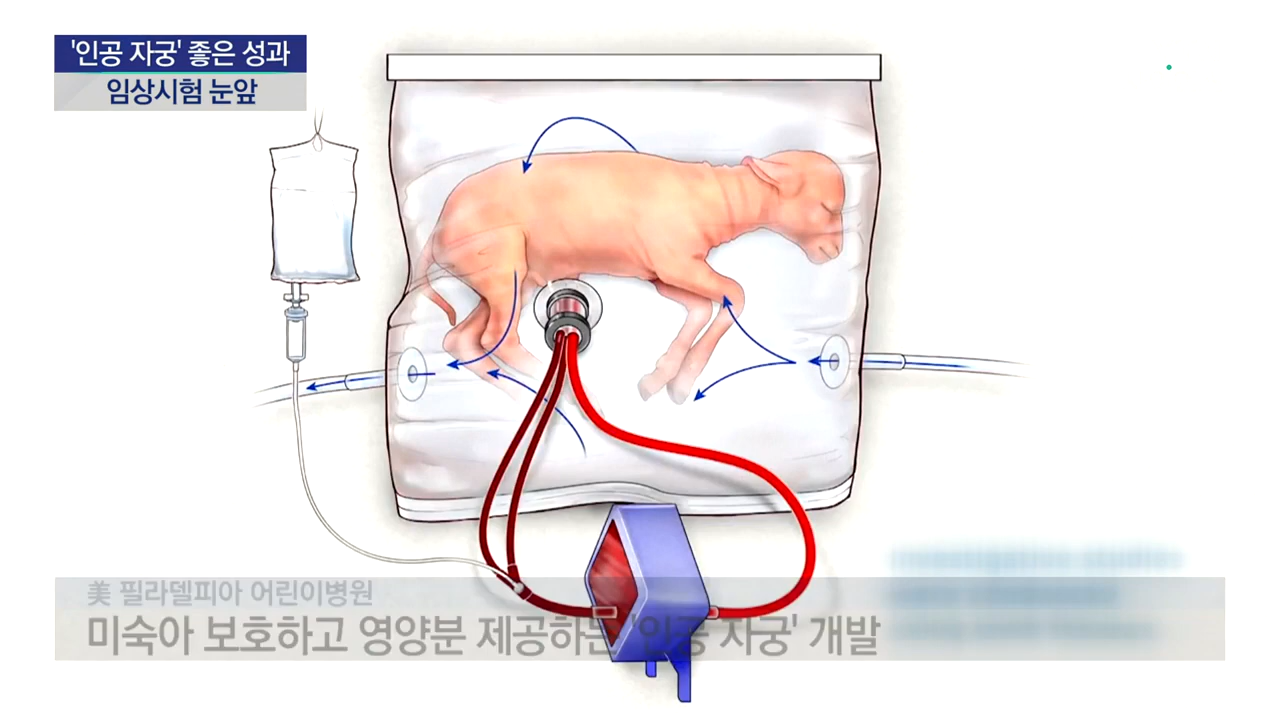 '인공 자궁' 좋은 성과
임상시험 눈앞
美 필라델피아 어린이병원
미숙아 보호하고 영양분 제공하는 '인공 자궁' 개발